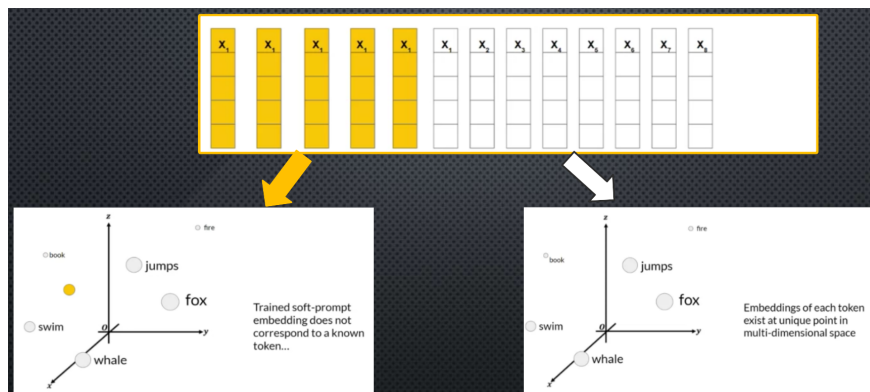 X₁ X₁ X₁ X₁ X₁ X₁ X₂ X₃ X₄ X₅ X₆ X₇ X₈
z
fire
book
jumps
fox
Trained soft-prompt
embedding does not
correspond to a known
token...
swim
O
y
whale
x
z
fire
book
jumps
fox
Embeddings of each token
exist at unique point in
multi-dimensional space
swim
O
y
whale
x